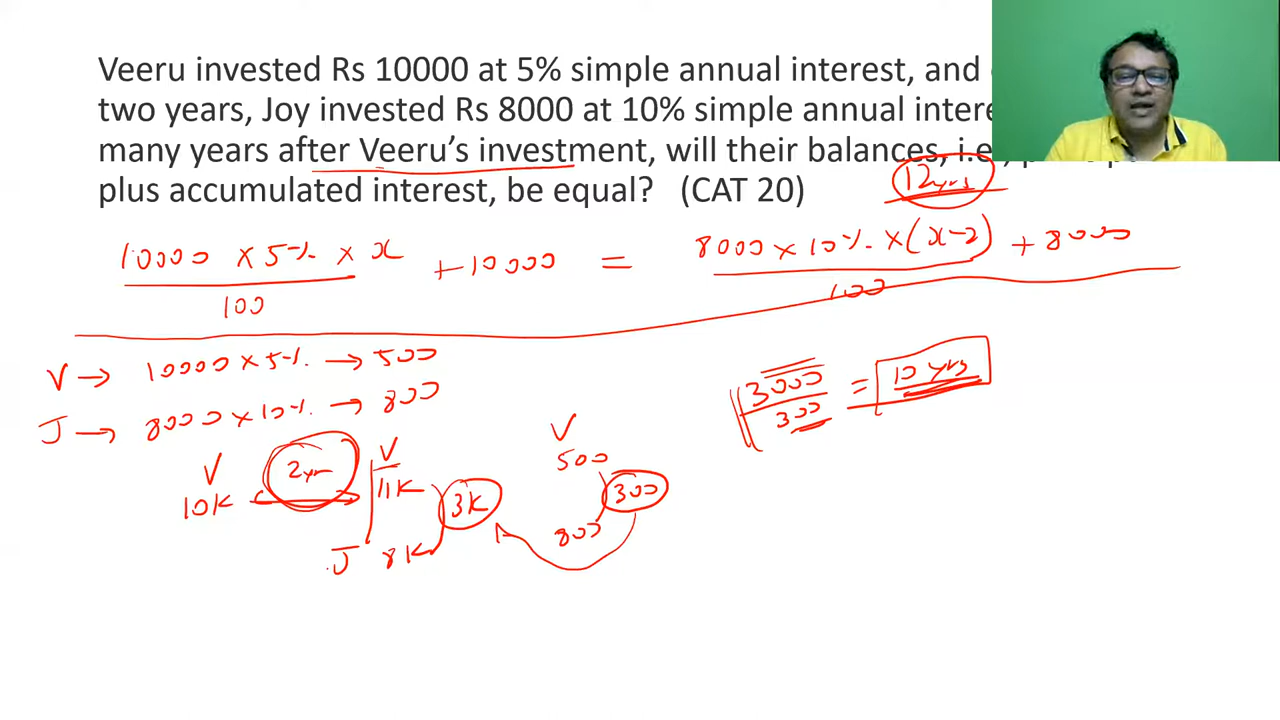 Veeru invested Rs 10000 at 5% simple annual interest, and
two years, Joy invested Rs 8000 at 10% simple annual
many years after Veeru's investment, will their balances, i.e.,
plus accumulated interest, be equal? (CAT 20)
12yrs
10000 × 5% × x + 10000 = 8000 × 10% × (x-2) + 8000
100 100
V → 10000 × 5% → 500
J → 8000 × 10% → 800
3000 = 10 yrs
300
V 2yr V V
10K 11K 3K 500 300
J 8K 800